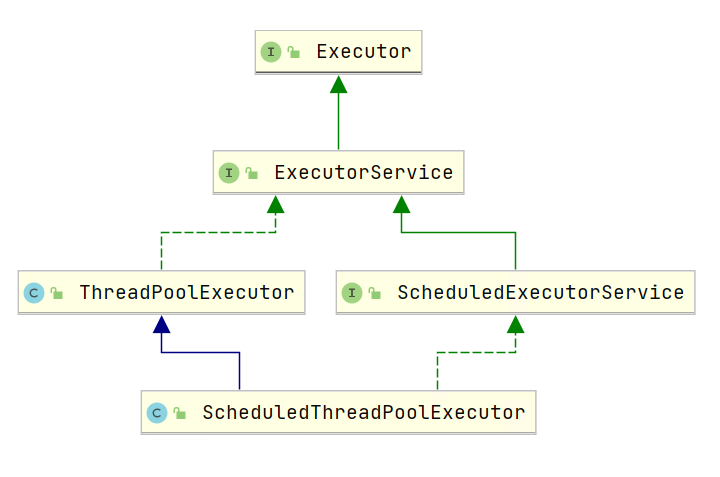 I Executor
I ExecutorService
C ThreadPoolExecutor
I ScheduledExecutorService
C ScheduledThreadPoolExecutor